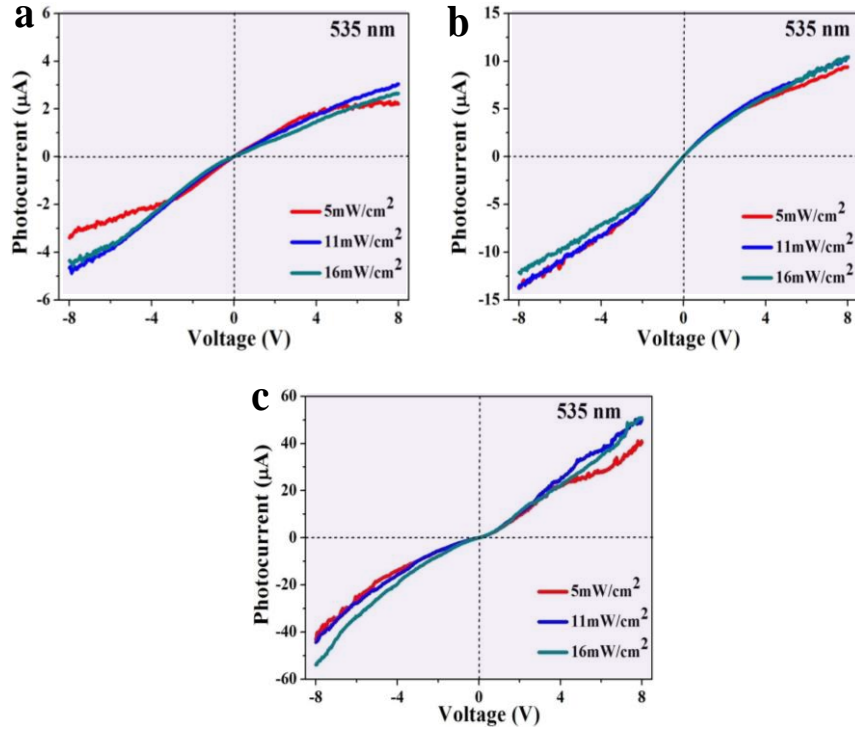 a
535 nm
Photocurrent (μA)
6
4
2
0
-2
-4
-6
-8
-4
0
4
8
Voltage (V)
5mW/cm²
11mW/cm²
16mW/cm²
b
535 nm
Photocurrent (μA)
15
10
5
0
-5
-10
-15
-8
-4
0
4
8
Voltage (V)
5mW/cm²
11mW/cm²
16mW/cm²
c
535 nm
Photocurrent (μA)
60
40
20
0
-20
-40
-60
-8
-4
0
4
8
Voltage (V)
5mW/cm²
11mW/cm²
16mW/cm²